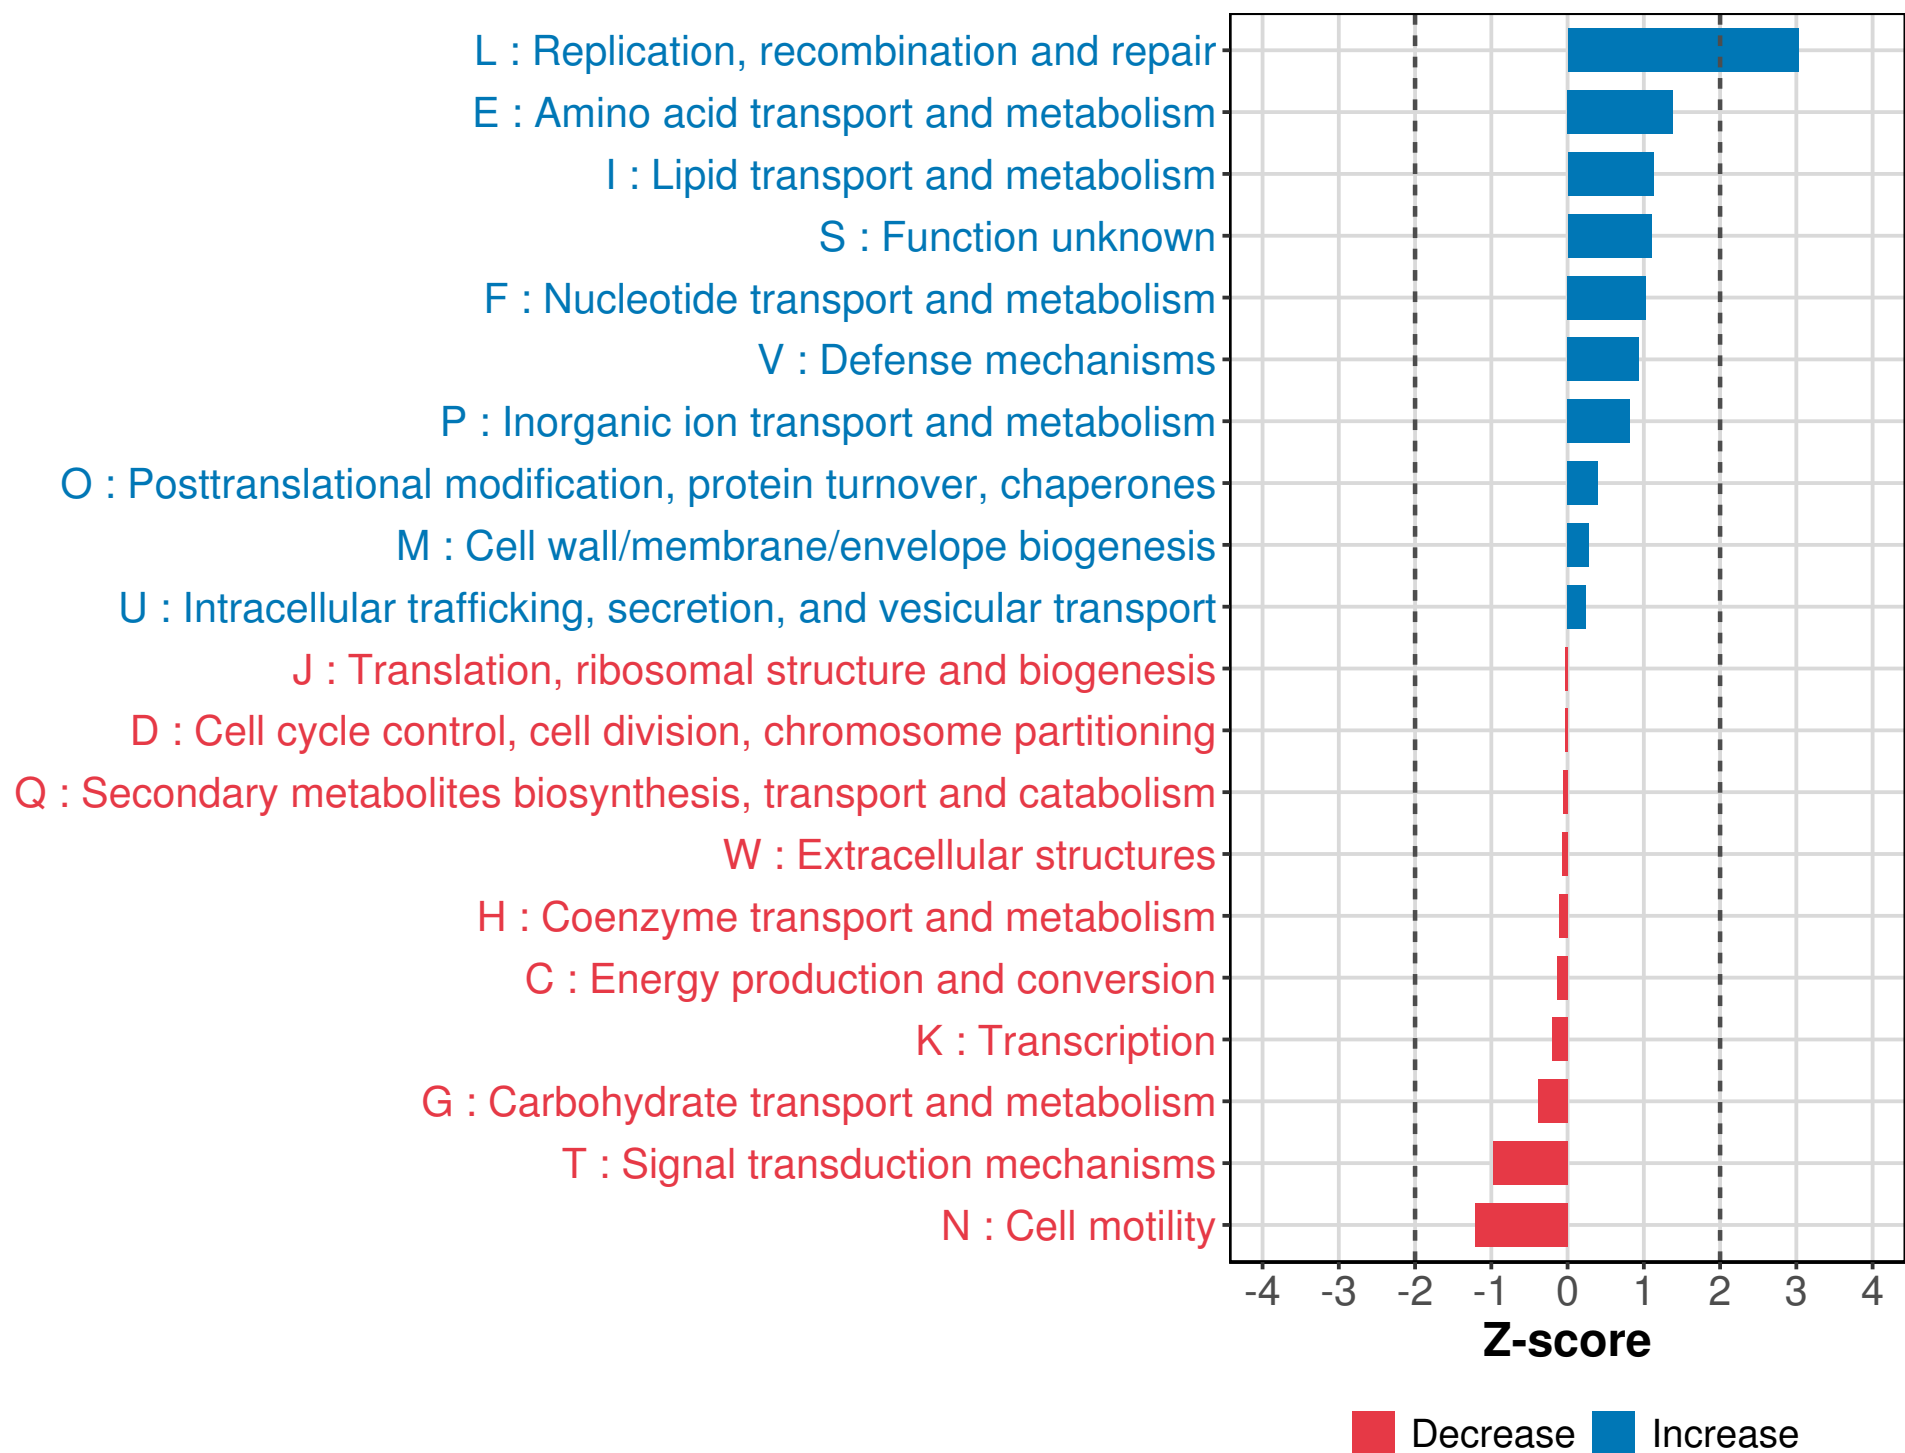 L : Replication, recombination and repair
E : Amino acid transport and metabolism
I : Lipid transport and metabolism
S : Function unknown
F : Nucleotide transport and metabolism
V : Defense mechanisms
P : Inorganic ion transport and metabolism
O : Posttranslational modification, protein turnover, chaperones
M : Cell wall/membrane/envelope biogenesis
U : Intracellular trafficking, secretion, and vesicular transport
J : Translation, ribosomal structure and biogenesis
D : Cell cycle control, cell division, chromosome partitioning
Q : Secondary metabolites biosynthesis, transport and catabolism
W : Extracellular structures
H : Coenzyme transport and metabolism
C : Energy production and conversion
K : Transcription
G : Carbohydrate transport and metabolism
T : Signal transduction mechanisms
N : Cell motility
-4 -3 -2 -1 0 1 2 3 4
Z-score
Decrease Increase